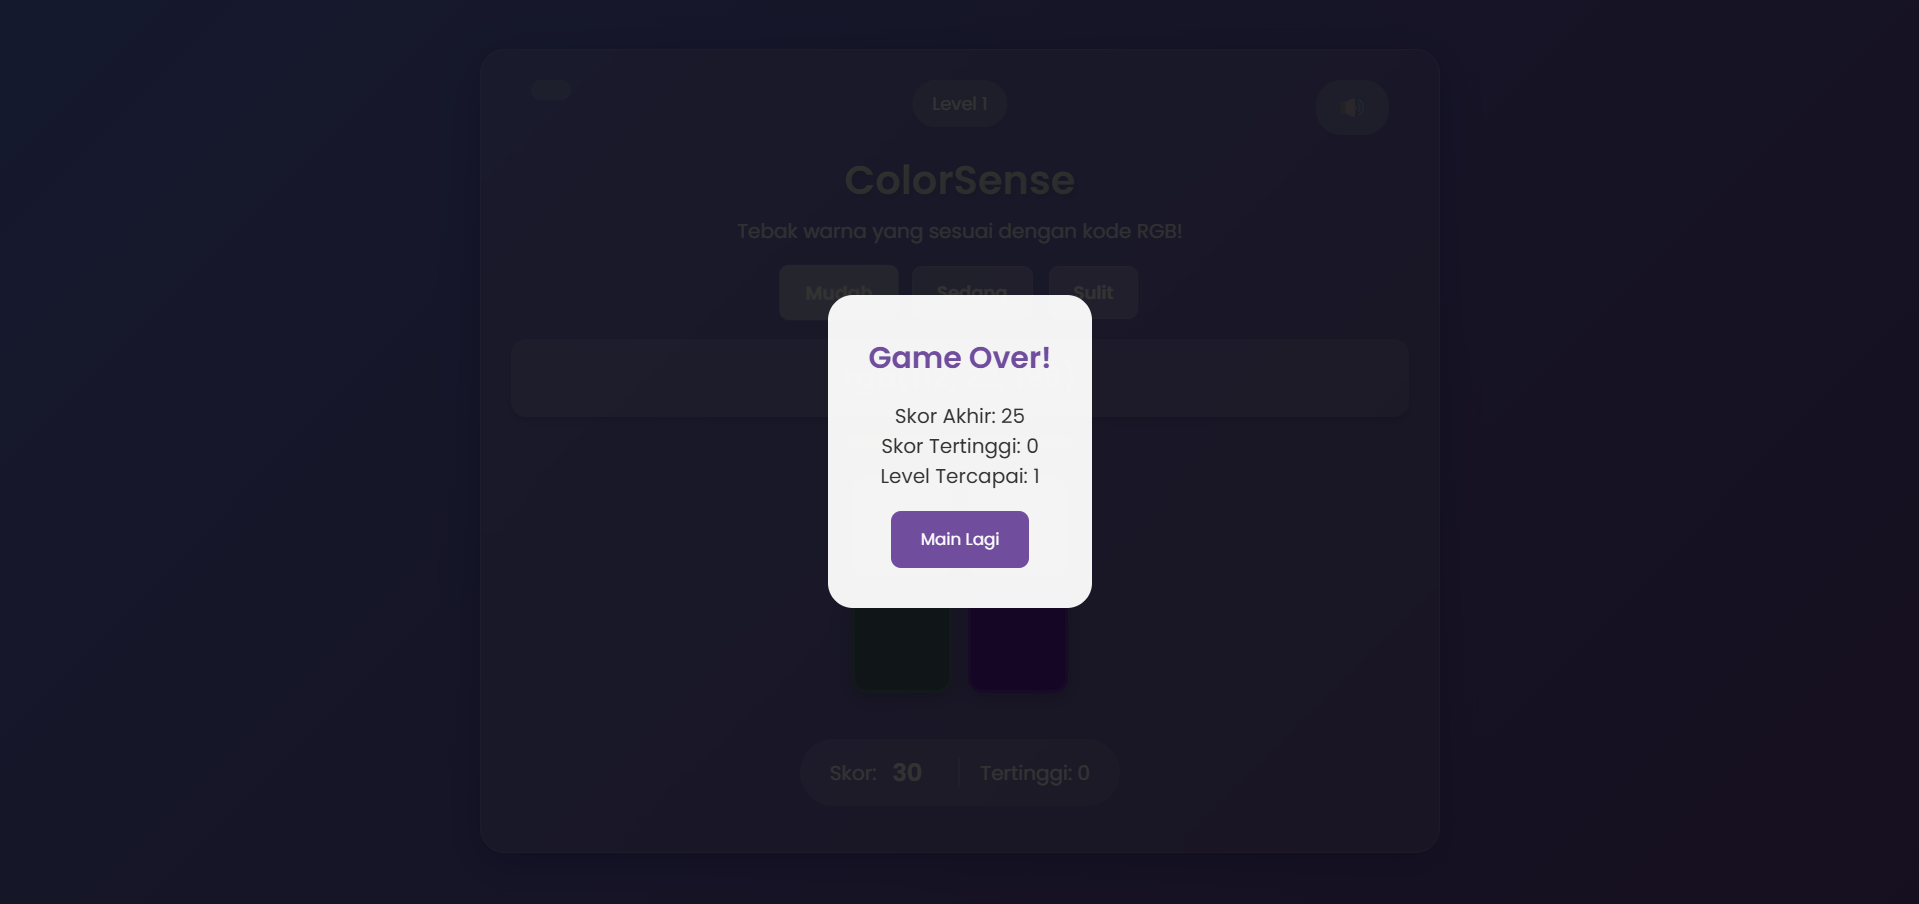 Level 1
ColorSense
Tebak warna yang sesuai dengan kode RGB!
Mudah Sedang Sulit
Game Over!
Skor Akhir: 25
Skor Tertinggi: 0
Level Tercapai: 1
Main Lagi
Skor: 30 Tertinggi: 0